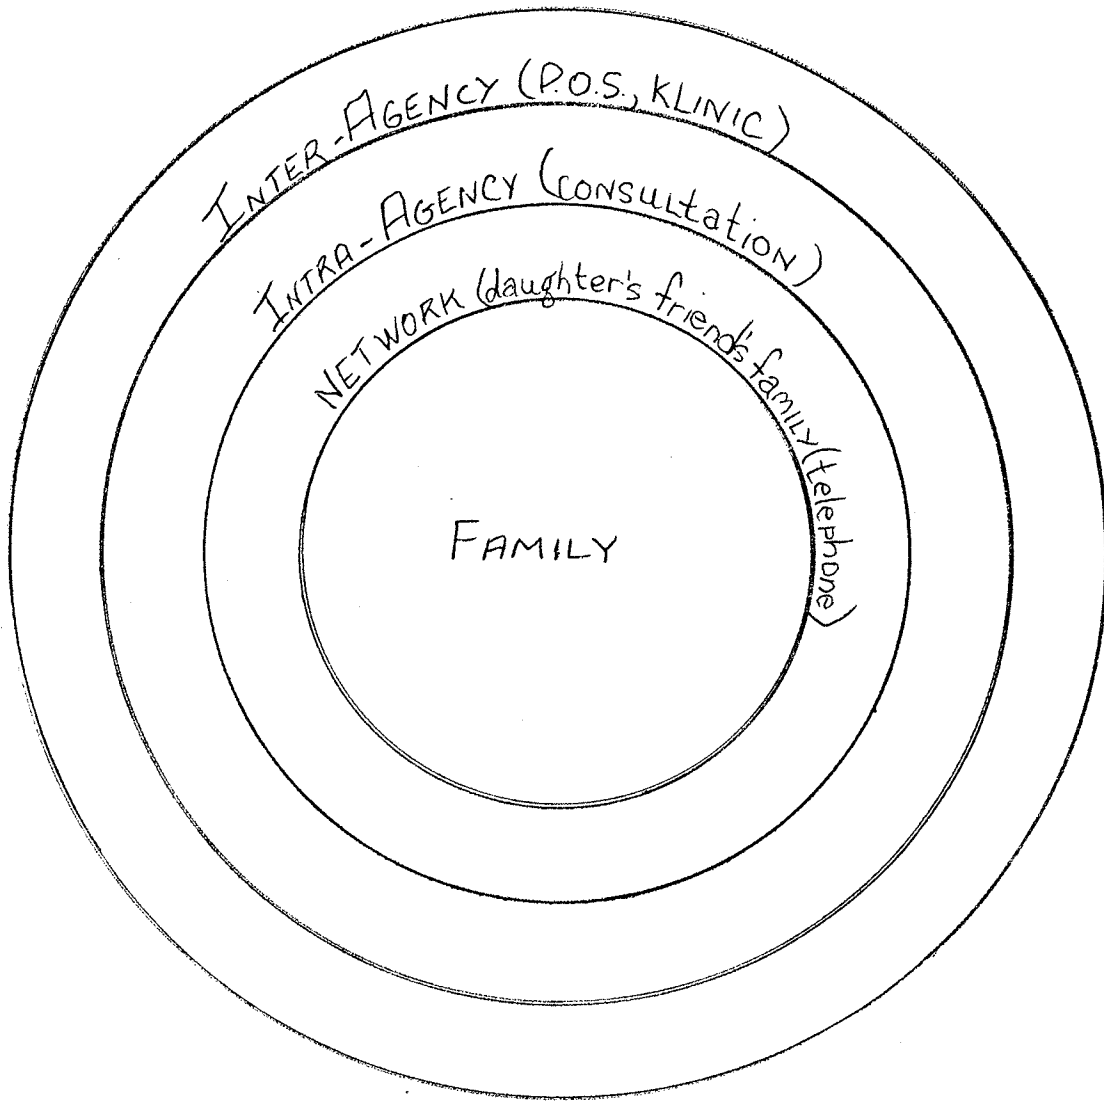 INTER-AGENCY (P.O.S., KLINIC)
INTRA-AGENCY (CONSULTATION)
NETWORK (daughter's friend's family (telephone)
FAMILY